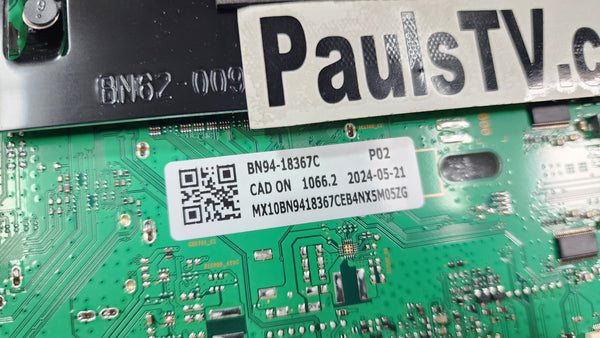 PaulsTV.c
BN62-009
BN94-18367C P02
CAD ON 1066.2 2024-05-21
MX10BN9418367CEB4NX5M05ZG